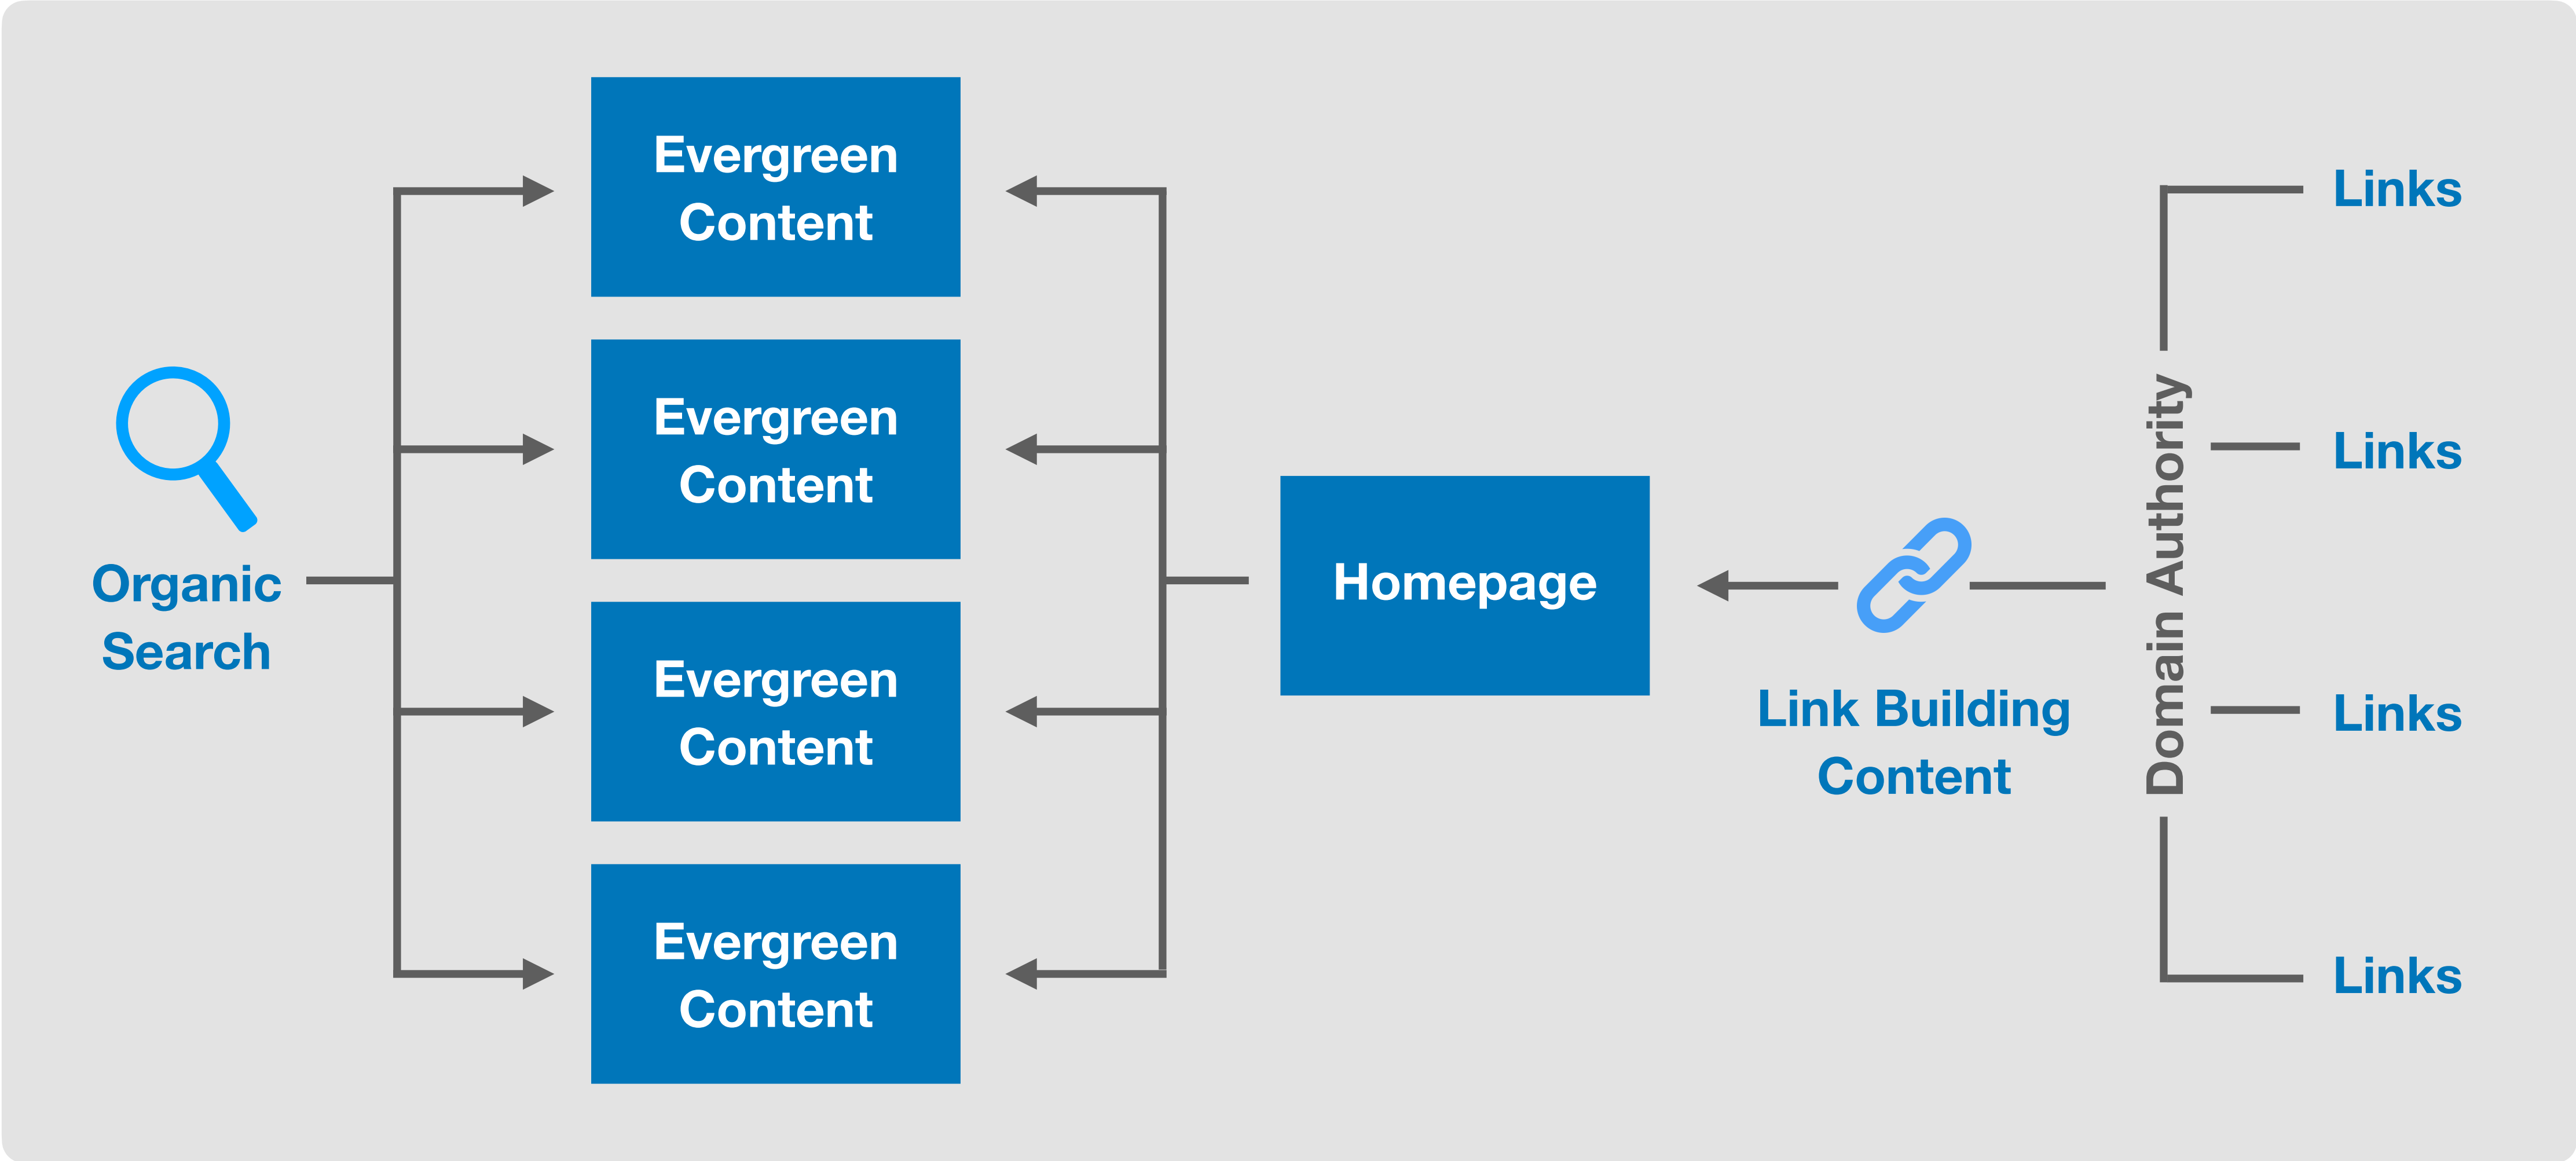 Organic
Search
Evergreen
Content
Evergreen
Content
Evergreen
Content
Evergreen
Content
Homepage
Link Building
Content
Domain Authority
Links
Links
Links
Links